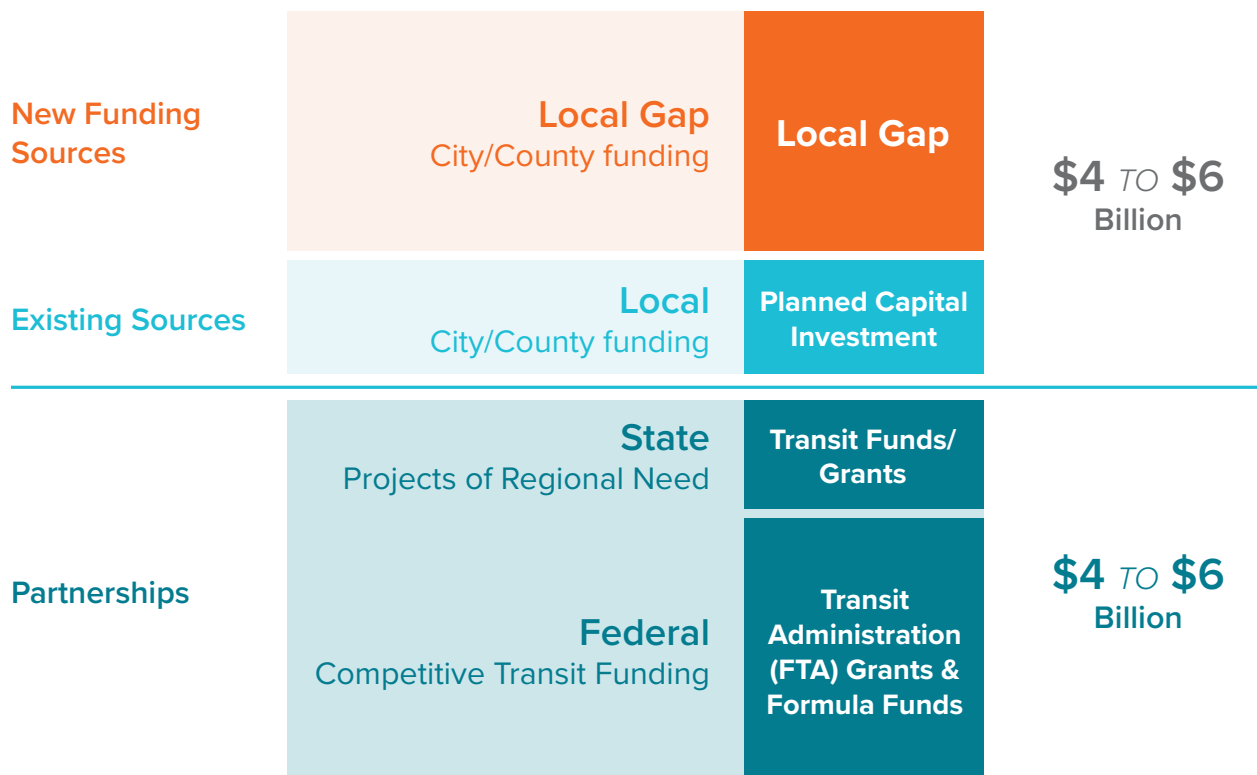 New Funding
Sources
Local Gap
City/County funding
Local Gap
$4 TO $6
Billion
Existing Sources
Local
City/County funding
Planned Capital
Investment
Partnerships
State
Projects of Regional Need
Transit Funds/
Grants
Federal
Competitive Transit Funding
Transit
Administration
(FTA) Grants &
Formula Funds
$4 TO $6
Billion